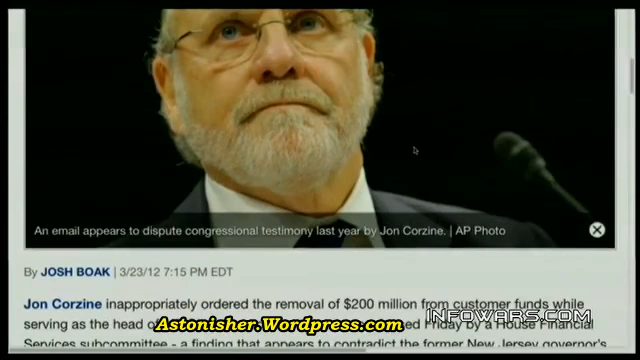 An email appears to dispute congressional testimony last year by Jon Corzine. | AP Photo
By JOSH BOAK | 3/23/12 7:15 PM EDT
Jon Corzine inappropriately ordered the removal of $200 million from customer funds while
INFOWARS.COM
serving as the head of
Astonisher.Wordpress.com
Friday by a House Financial
Services subcommittee - a finding that appears to contradict the former New Jersey governor's